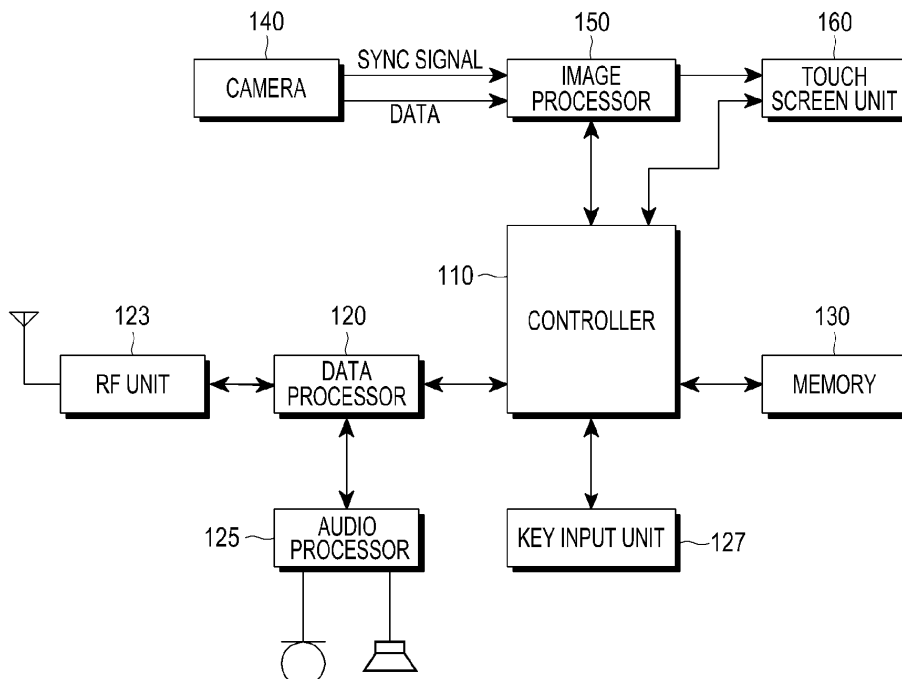 140
150
160
SYNC SIGNAL
CAMERA
DATA
IMAGE
PROCESSOR
TOUCH
SCREEN UNIT
110
CONTROLLER
123
120
130
RF UNIT
DATA
PROCESSOR
MEMORY
125
AUDIO
PROCESSOR
KEY INPUT UNIT
127